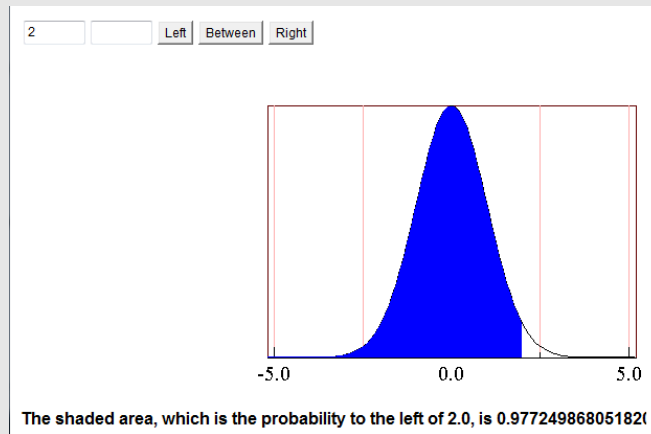 2 Left Between Right
-5.0 0.0 5.0
The shaded area, which is the probability to the left of 2.0, is 0.977249868051820